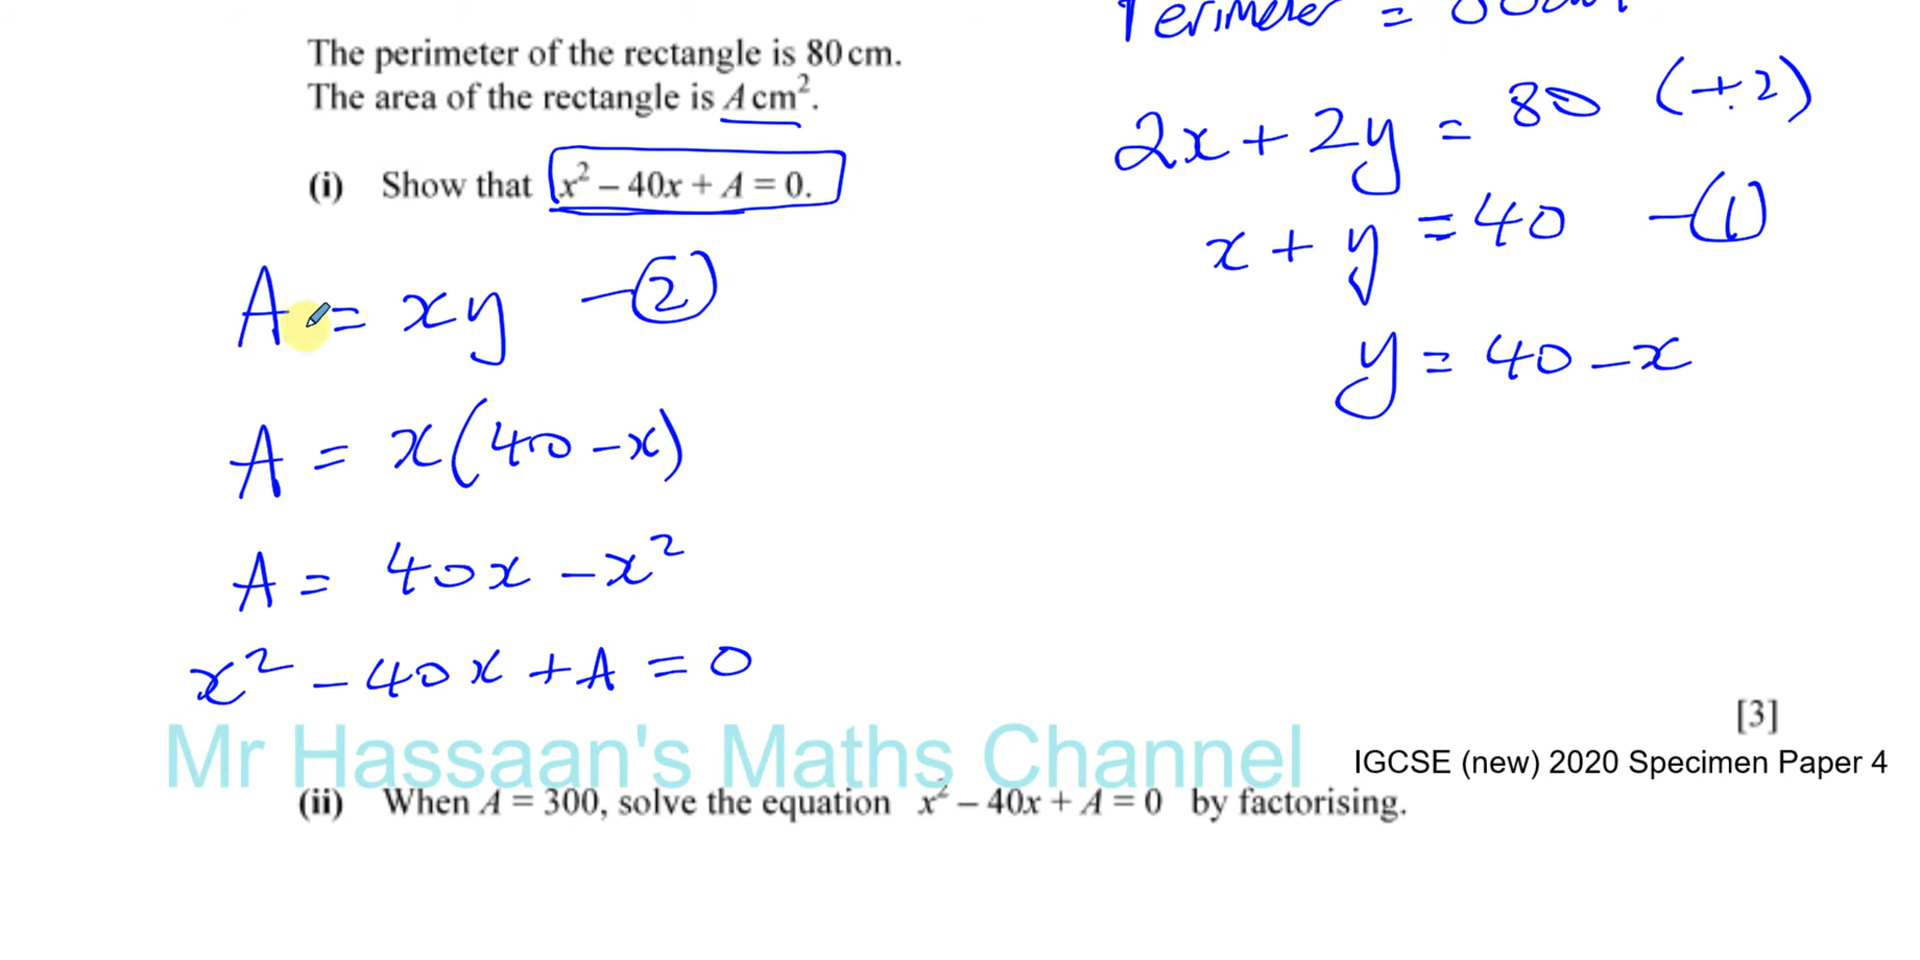 Perimeter =
The perimeter of the rectangle is 80 cm.
The area of the rectangle is A cm².
2x + 2y = 80 (÷2)
(i) Show that x² – 40x + A = 0.
x + y = 40 –(1)
A = xy –(2)
y = 40 – x
A = x(40 – x)
A = 40x – x²
x² – 40x + A = 0
[3]
Mr Hassaan's Maths Channel
IGCSE (new) 2020 Specimen Paper 4
(ii) When A = 300, solve the equation x² – 40x + A = 0 by factorising.